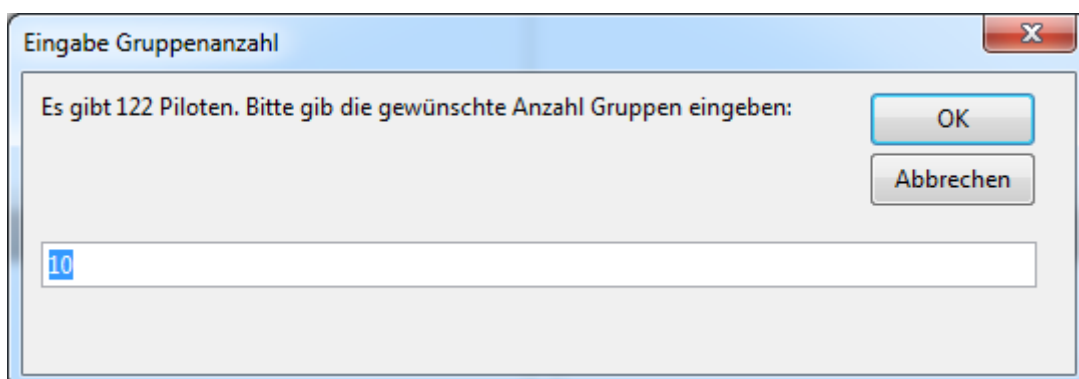 Eingabe Gruppenanzahl
Es gibt 122 Piloten. Bitte gib die gewünschte Anzahl Gruppen eingeben:
OK
Abbrechen
10